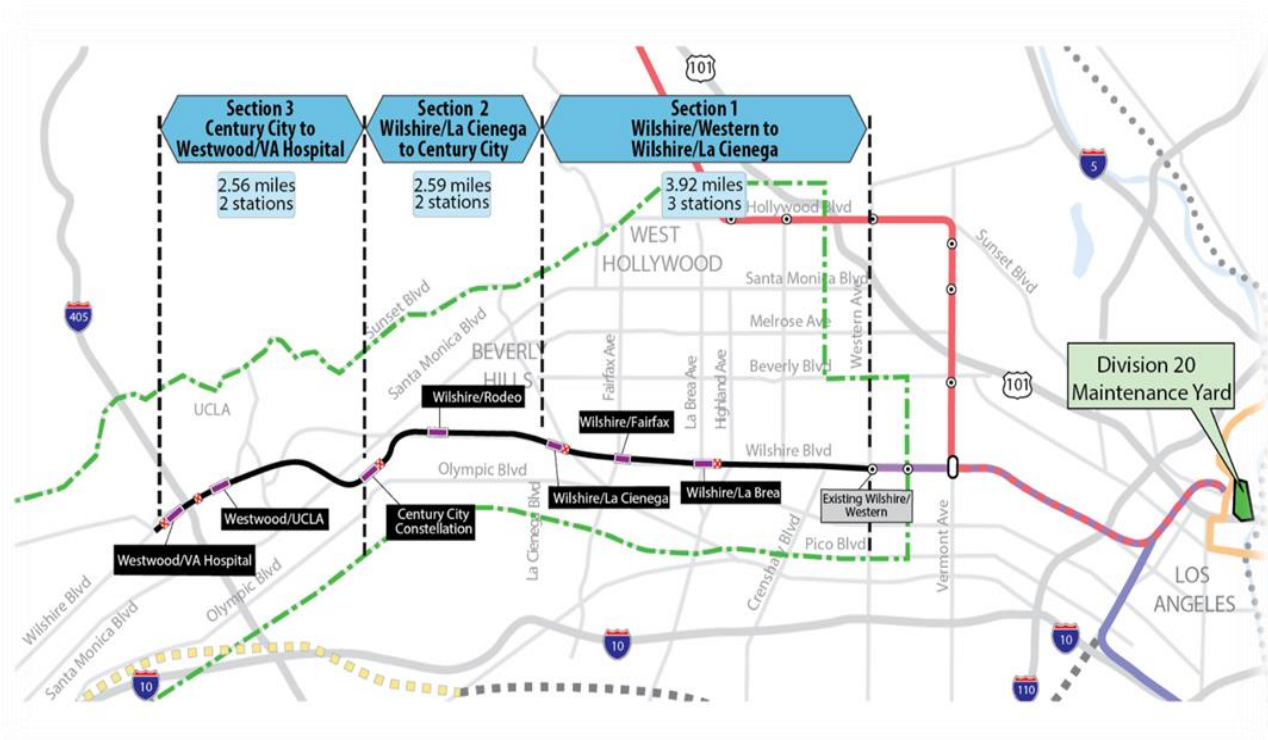 101
Section 3
Century City to
Westwood/VA Hospital
Section 2
Wilshire/La Cienega
to Century City
Section 1
Wilshire/Western to
Wilshire/La Cienega
2.56 miles
2 stations
2.59 miles
2 stations
3.92 miles
3 stations
5
Hollywood Blvd
WEST
HOLLYWOOD
Sunset Blvd
Santa Monica Blvd
Western Ave
Sunset Blvd
405
Santa Monica Blvd
Melrose Ave
BEVERLY
HILLS
Fairfax Ave
La Brea Ave
Highland Ave
Beverly Blvd
101
Division 20
Maintenance Yard
UCLA
Wilshire/Rodeo
Wilshire/Fairfax
Wilshire Blvd
Olympic Blvd
Wilshire/La Cienega
Wilshire/La Brea
Existing Wilshire/
Western
Westwood/UCLA
Century City
Constellation
La Cienega Blvd
Crenshaw Blvd
Pico Blvd
Vermont Ave
Westwood/VA Hospital
Olympic Blvd
Wilshire Blvd
Santa Monica Blvd
LOS
ANGELES
10
10
10
110